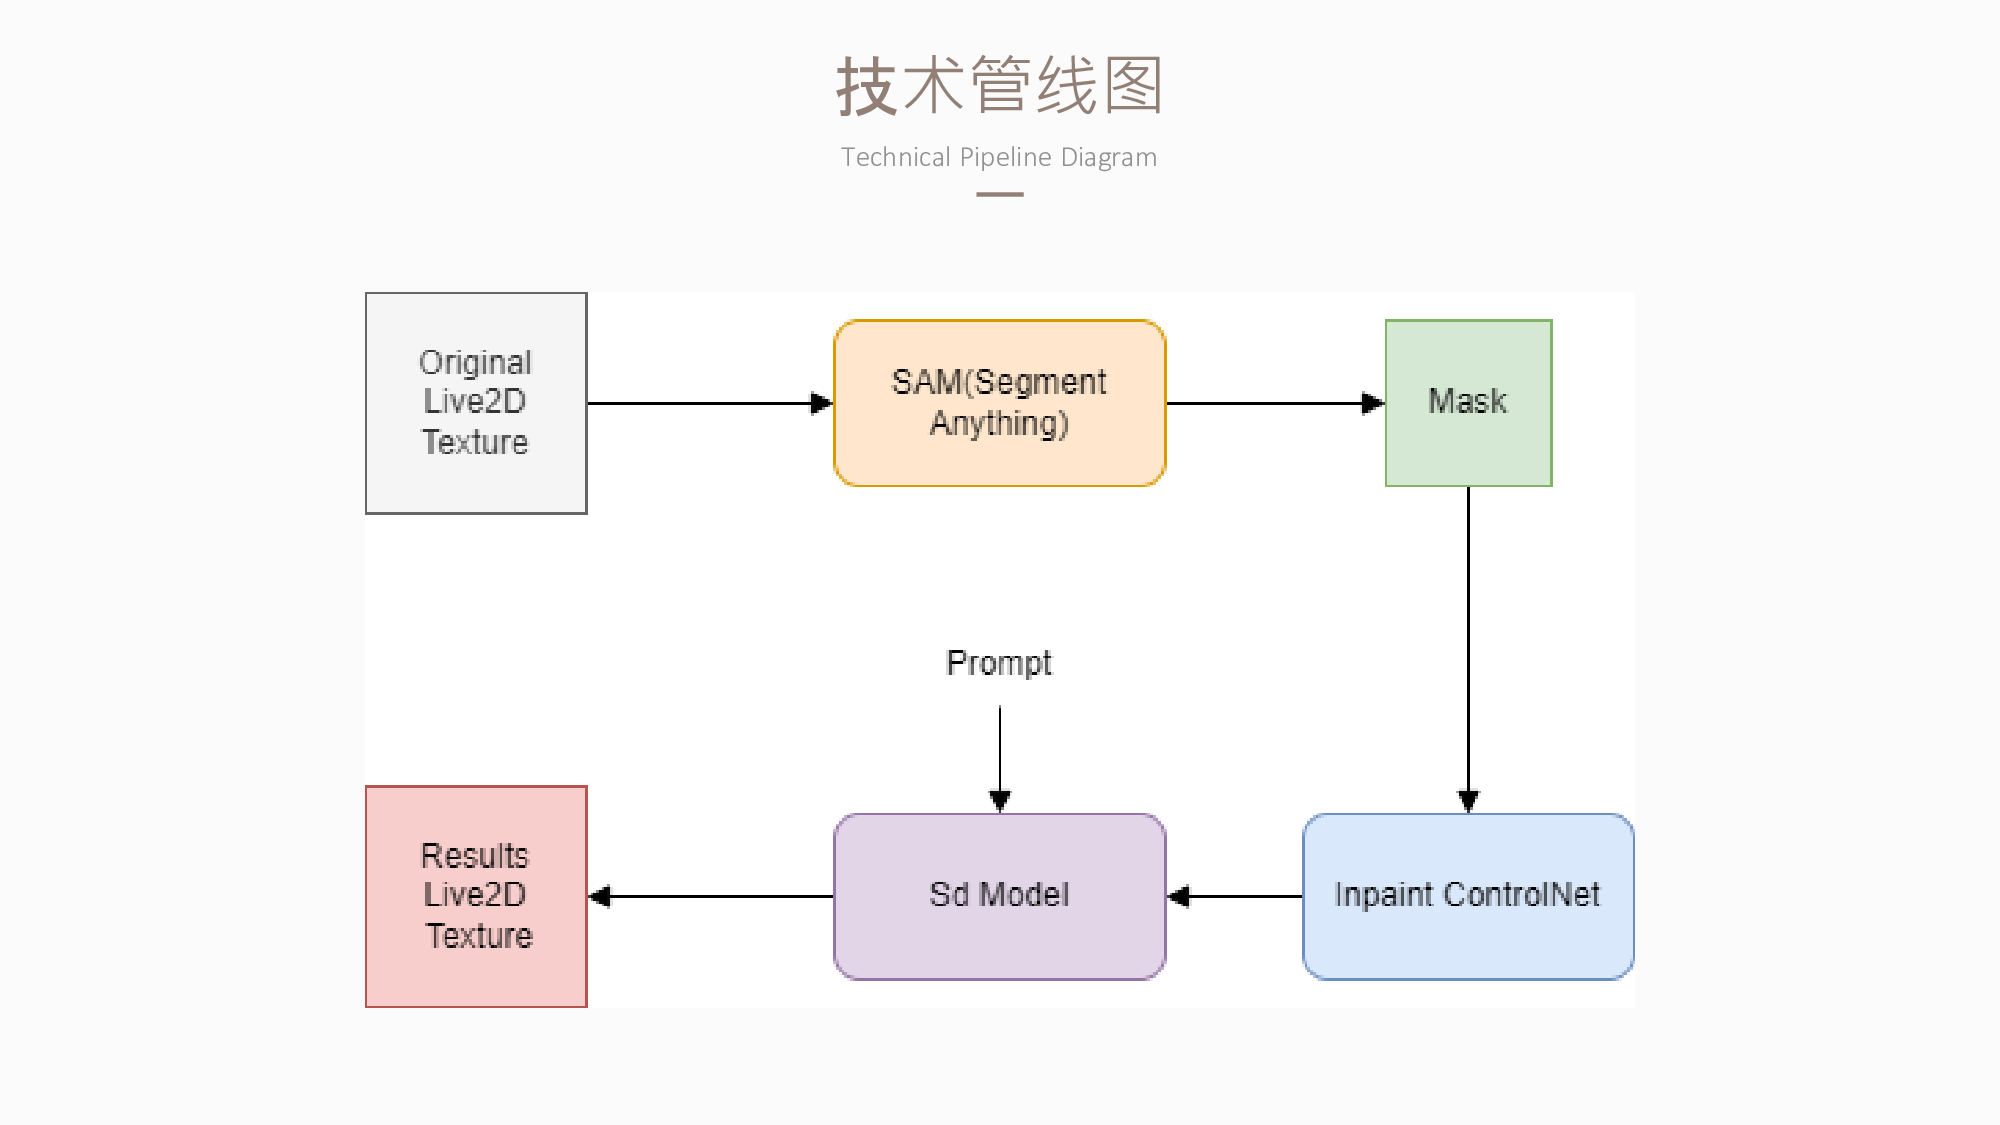 技术管线图
Technical Pipeline Diagram
Original
Live2D
Texture
SAM(Segment
Anything)
Mask
Prompt
Results
Live2D
Texture
Sd Model
Inpaint ControlNet